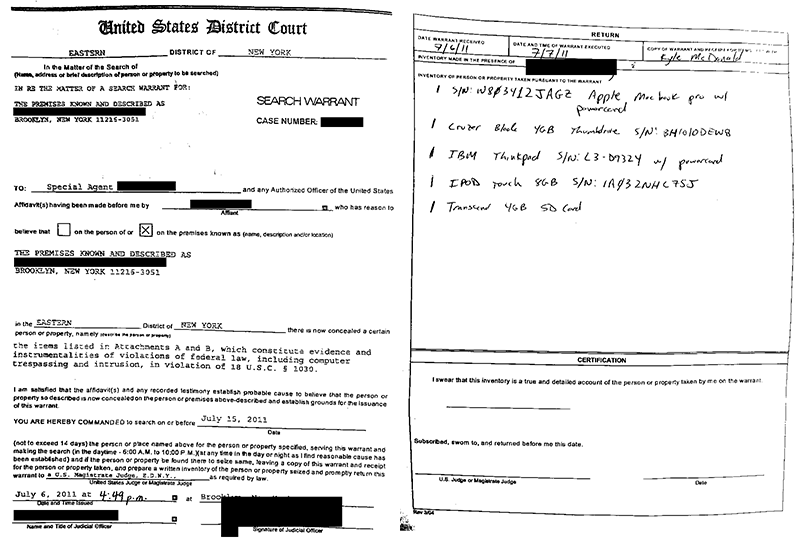 United States District Court
EASTERN DISTRICT OF NEW YORK
In the Matter of the Search of
(Name, address or brief description of person or property to be searched)
IN RE THE MATTER OF A SEARCH WARRANT FOR:
THE PREMISES KNOWN AND DESCRIBED AS
BROOKLYN, NEW YORK 11216-3051
SEARCH WARRANT
CASE NUMBER:
TO: Special Agent and any Authorized Officer of the United States
Affidavit(s) having been made before me by who has reason to
Affiant
believe that on the person of or on the premises known as (name, description and/or location)
THE PREMISES KNOWN AND DESCRIBED AS
BROOKLYN, NEW YORK 11216-3051
in the EASTERN District of NEW YORK there is now concealed a certain
person or property, namely (describe the person or property)
the items listed in Attachments A and B, which constitute evidence and
instrumentalities of violations of federal law, including computer
trespassing and intrusion, in violation of 18 U.S.C. § 1030.
I am satisfied that the affidavit(s) and any recorded testimony establish probable cause to believe that the person or
property so described is now concealed on the person or premises above-described and establish grounds for the issuance
of this warrant.
YOU ARE HEREBY COMMANDED to search on or before July 15, 2011
Date
(not to exceed 14 days) the person or place named above for the person or property specified, serving this warrant and
making the search (in the daytime - 6:00 A.M. to 10:00 P.M.)(at any time in the day or night as I find reasonable cause has
been established) and if the person or property be found there to seize same, leaving a copy of this warrant and receipt
for the person or property taken, and prepare a written inventory of the person or property seized and promptly return this
warrant to a U.S. Magistrate Judge, E.D.N.Y., as required by law.
United States Judge or Magistrate Judge
July 6, 2011 at 4:49 p.m. at
Date and Time Issued
Name and Title of Judicial Officer
Signature of Judicial Officer
RETURN
DATE WARRANT RECEIVED
7/6/11
DATE AND TIME OF WARRANT EXECUTED
7/7/11
COPY OF WARRANT AND RECEIPT FOR
Kyle McDonald
INVENTORY MADE IN THE PRESENCE OF
INVENTORY OF PERSON OR PROPERTY TAKEN PURSUANT TO THE WARRANT
1 S/N: W803412JAGZ Apple Macbook pro w/
powercord
1 Cruzer Blade 4GB Thumbdrive S/N: 3H1010DEWB
1 IBM Thinkpad S/N: L3-D9324 w/ powercord
1 IPOD touch 8GB S/N: 1A032NHC75J
1 Transcend 4GB SD Card
CERTIFICATION
I swear that this inventory is a true and detailed account of the person or property taken by me on the warrant.
Subscribed, sworn to, and returned before me this date.
U.S. Judge or Magistrate Judge
Date
Rev 3/04